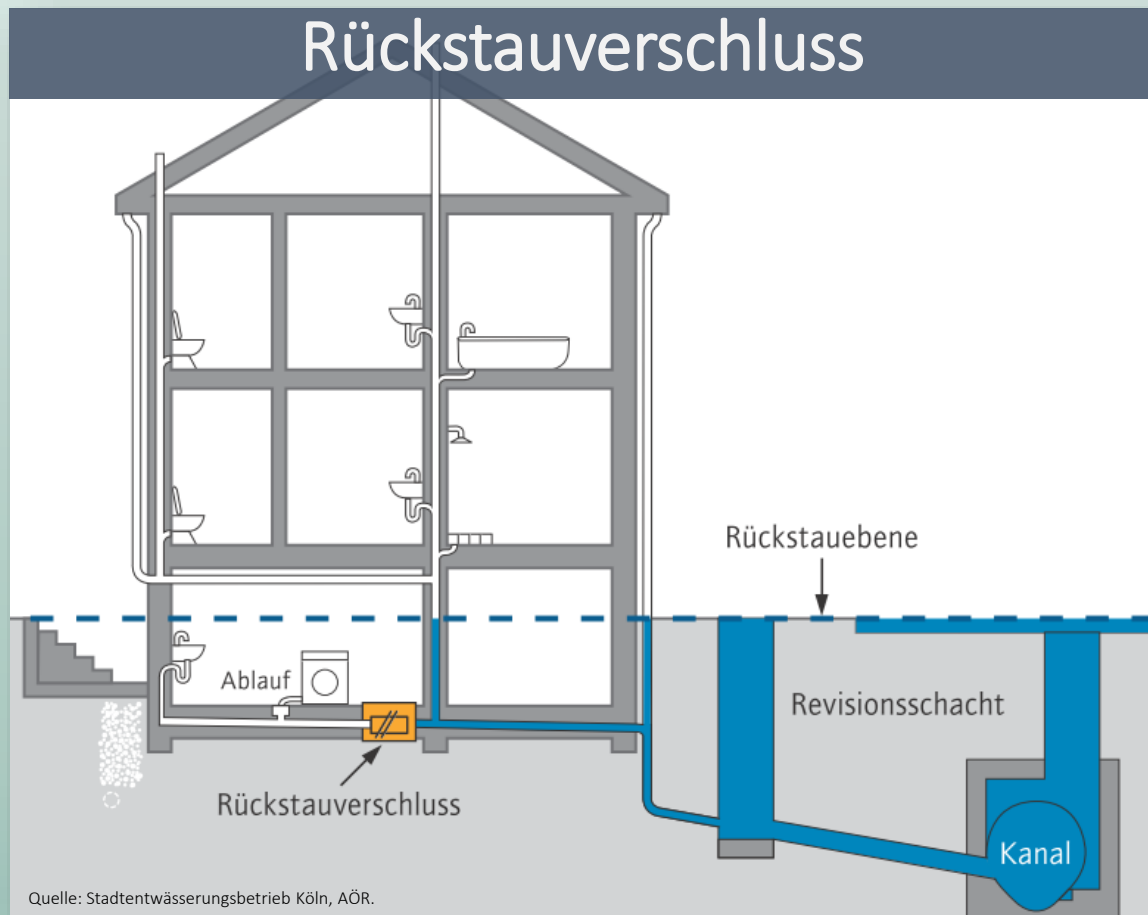 Rückstauverschluss
Rückstauebene
Ablauf
Revisionsschacht
Rückstauverschluss
Kanal
Quelle: Stadtentwässerungsbetrieb Köln, AÖR.